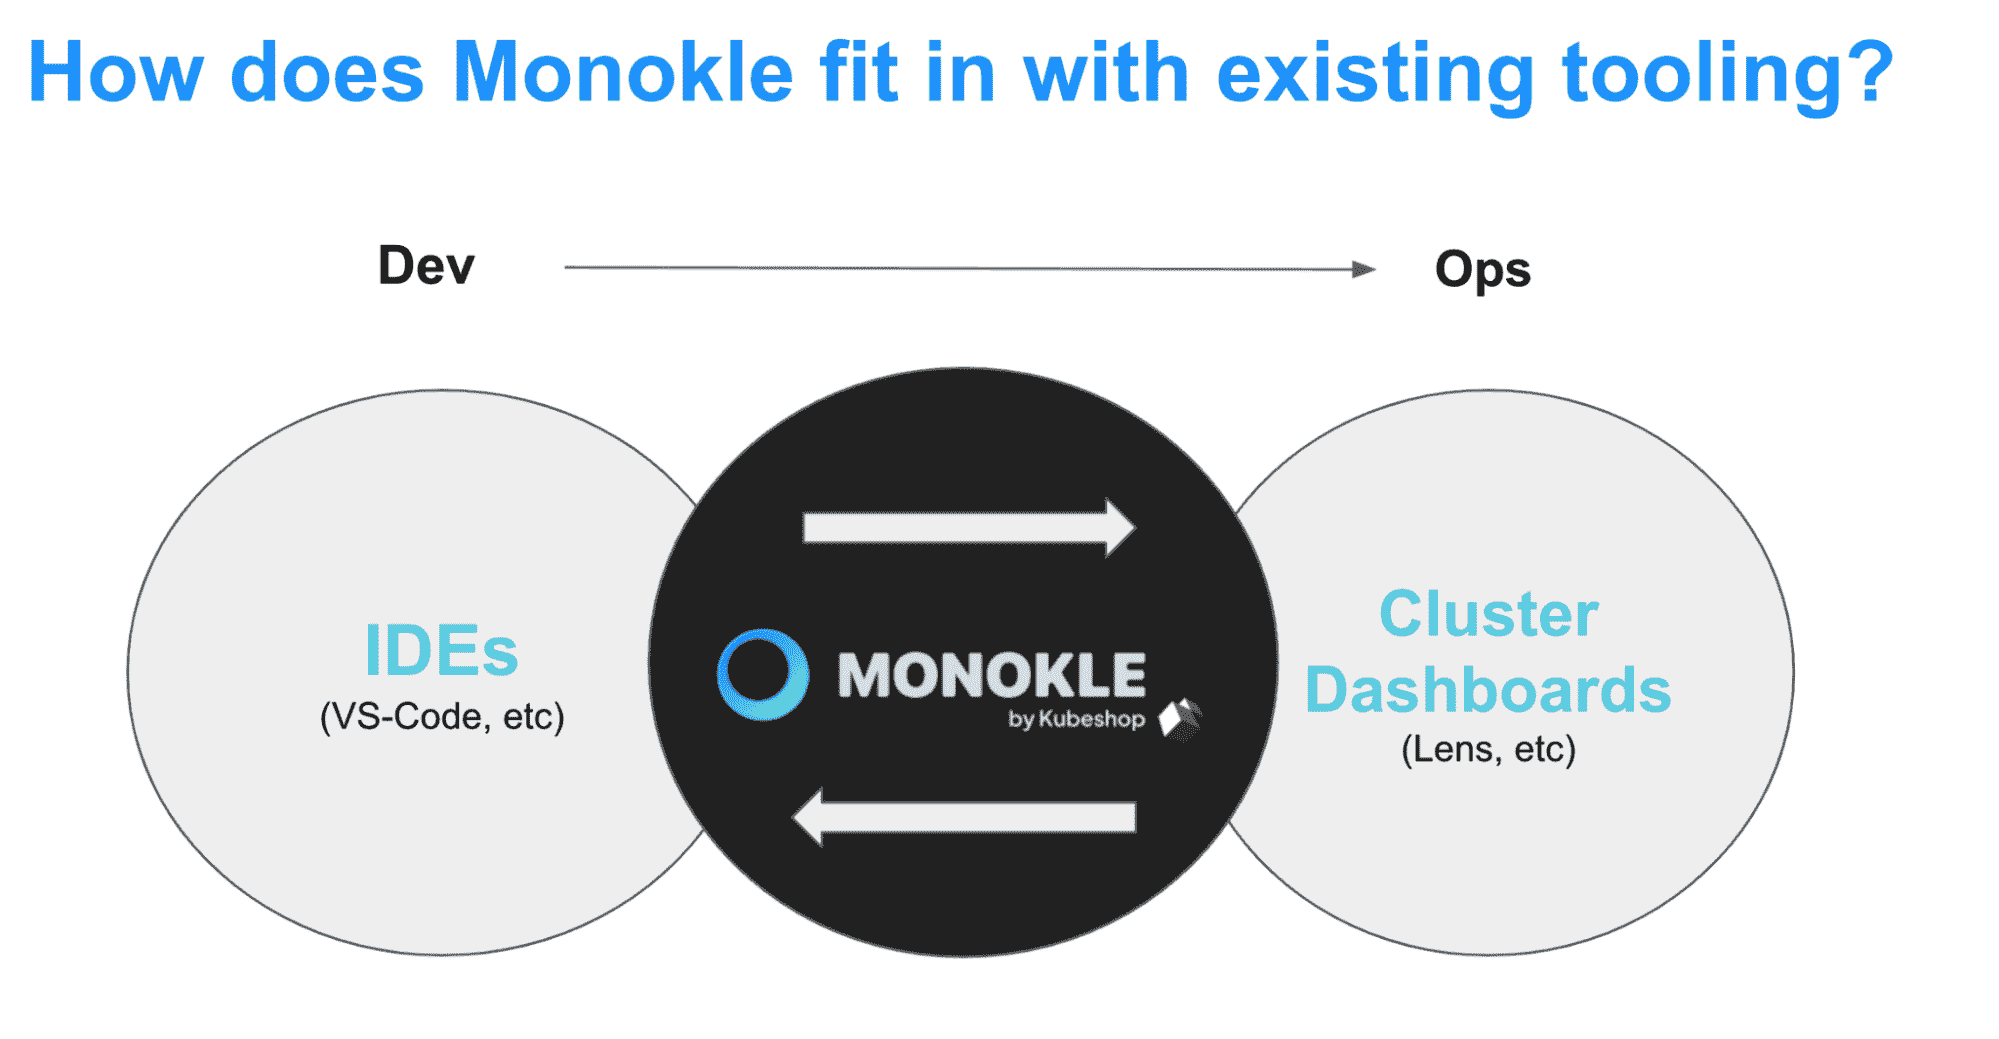 How does Monokle fit in with existing tooling?
Dev
Ops
IDEs
(VS-Code, etc)
MONOKLE
by Kubeshop
Cluster
Dashboards
(Lens, etc)